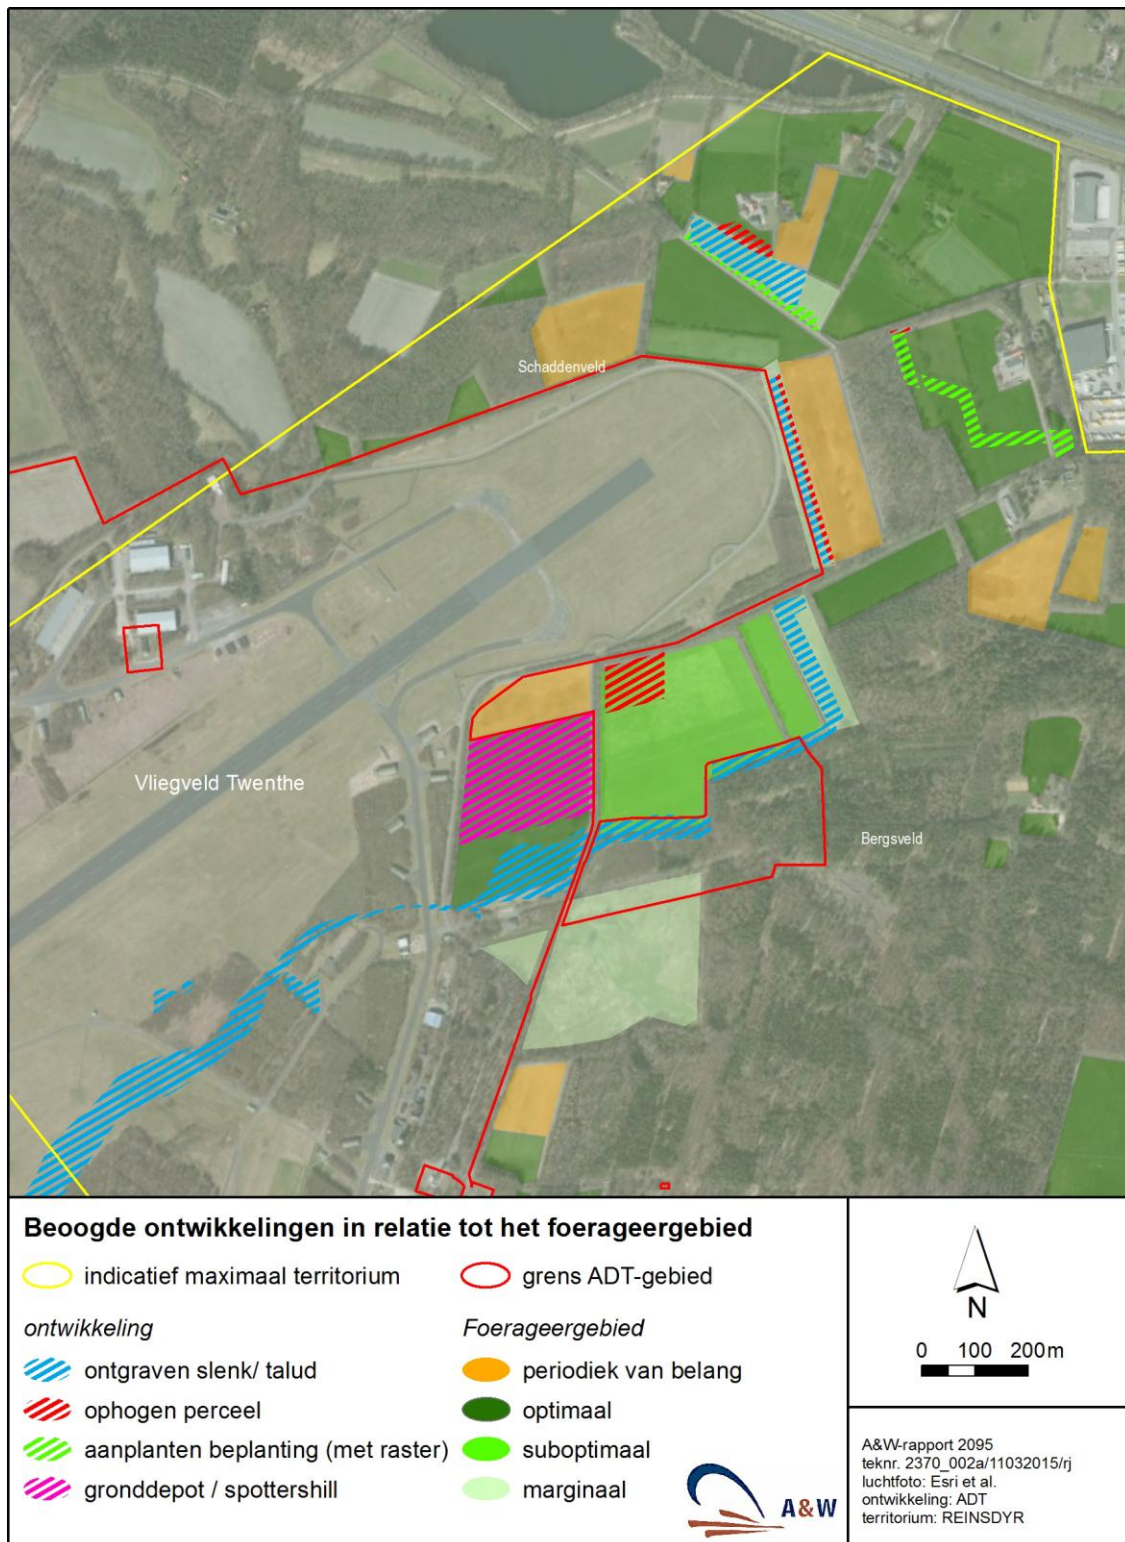 Schaddenveld
Vliegveld Twenthe
Bergsveld
Beoogde ontwikkelingen in relatie tot het foerageergebied
indicatief maximaal territorium
grens ADT-gebied
ontwikkeling
ontgraven slenk/ talud
ophogen perceel
aanplanten beplanting (met raster)
gronddepot / spottershill
Foerageergebied
periodiek van belang
optimaal
suboptimaal
marginaal
A&W
N
0 100 200m
A&W-rapport 2095
teknr. 2370_002a/11032015/rj
luchtfoto: Esri et al.
ontwikkeling: ADT
territorium: REINSDYR